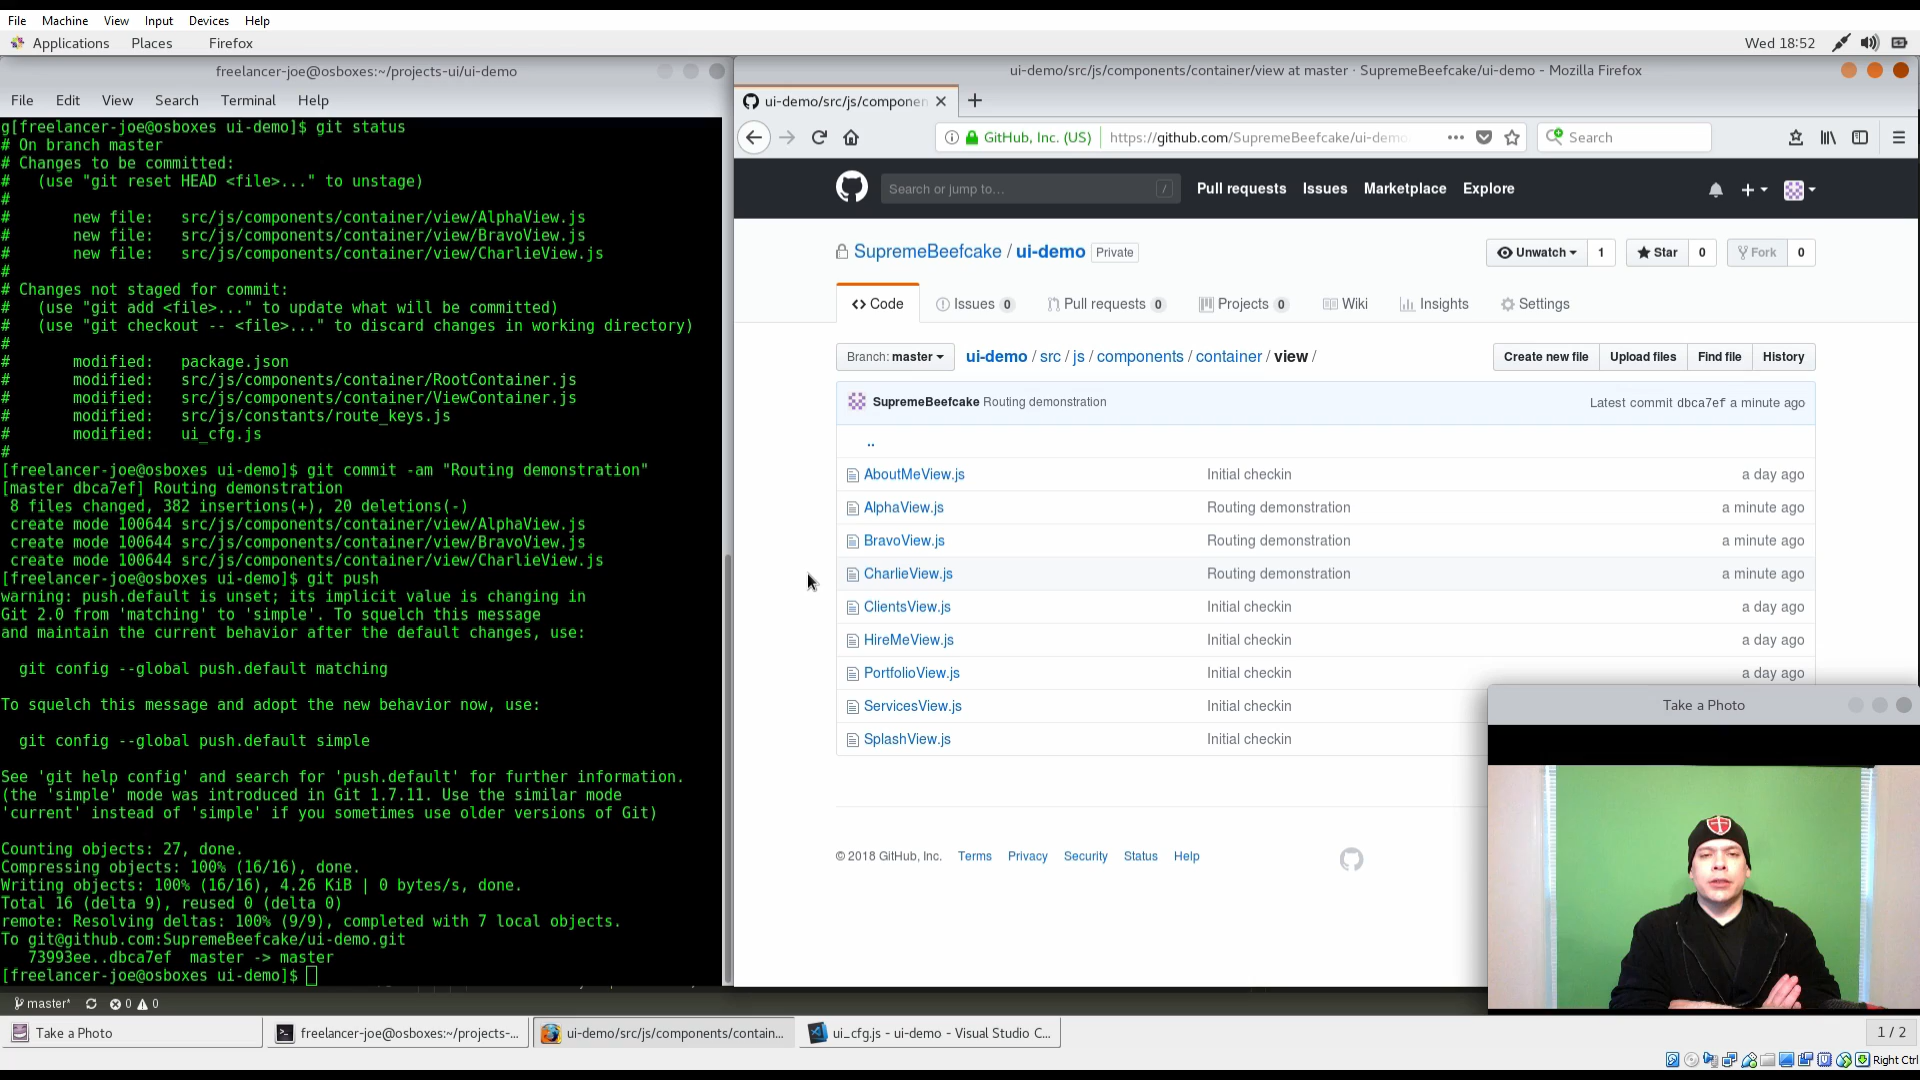 File Machine View Input Devices Help
Applications Places Firefox Wed 18:52
freelancer-joe@osboxes:~/projects-ui/ui-demo
File Edit View Search Terminal Help
g[freelancer-joe@osboxes ui-demo]$ git status
# On branch master
# Changes to be committed:
#   (use "git reset HEAD <file>..." to unstage)
#
#       new file:   src/js/components/container/view/AlphaView.js
#       new file:   src/js/components/container/view/BravoView.js
#       new file:   src/js/components/container/view/CharlieView.js
#
# Changes not staged for commit:
#   (use "git add <file>..." to update what will be committed)
#   (use "git checkout -- <file>..." to discard changes in working directory)
#
#       modified:   package.json
#       modified:   src/js/components/container/RootContainer.js
#       modified:   src/js/components/container/ViewContainer.js
#       modified:   src/js/constants/route_keys.js
#       modified:   ui_cfg.js
#
[freelancer-joe@osboxes ui-demo]$ git commit -am "Routing demonstration"
[master dbca7ef] Routing demonstration
 8 files changed, 382 insertions(+), 20 deletions(-)
 create mode 100644 src/js/components/container/view/AlphaView.js
 create mode 100644 src/js/components/container/view/BravoView.js
 create mode 100644 src/js/components/container/view/CharlieView.js
[freelancer-joe@osboxes ui-demo]$ git push
warning: push.default is unset; its implicit value is changing in
Git 2.0 from 'matching' to 'simple'. To squelch this message
and maintain the current behavior after the default changes, use:
  git config --global push.default matching
To squelch this message and adopt the new behavior now, use:
  git config --global push.default simple
See 'git help config' and search for 'push.default' for further information.
(the 'simple' mode was introduced in Git 1.7.11. Use the similar mode
'current' instead of 'simple' if you sometimes use older versions of Git)
Counting objects: 27, done.
Compressing objects: 100% (16/16), done.
Writing objects: 100% (16/16), 4.26 KiB | 0 bytes/s, done.
Total 16 (delta 9), reused 0 (delta 0)
remote: Resolving deltas: 100% (9/9), completed with 7 local objects.
To git@github.com:SupremeBeefcake/ui-demo.git
   73993ee..dbca7ef  master -> master
[freelancer-joe@osboxes ui-demo]$
master* 0 0
ui-demo/src/js/components/container/view at master · SupremeBeefcake/ui-demo - Mozilla Firefox
ui-demo/src/js/componen
GitHub, Inc. (US) https://github.com/SupremeBeefcake/ui-demo Search
Search or jump to… / Pull requests Issues Marketplace Explore
SupremeBeefcake / ui-demo Private Unwatch 1 Star 0 Fork 0
Code Issues 0 Pull requests 0 Projects 0 Wiki Insights Settings
Branch: master ui-demo / src / js / components / container / view / Create new file Upload files Find file History
SupremeBeefcake Routing demonstration Latest commit dbca7ef a minute ago
..
AboutMeView.js Initial checkin a day ago
AlphaView.js Routing demonstration a minute ago
BravoView.js Routing demonstration a minute ago
CharlieView.js Routing demonstration a minute ago
ClientsView.js Initial checkin a day ago
HireMeView.js Initial checkin a day ago
PortfolioView.js Initial checkin a day ago
ServicesView.js Initial checkin
SplashView.js Initial checkin
© 2018 GitHub, Inc. Terms Privacy Security Status Help
Take a Photo
Take a Photo freelancer-joe@osboxes:~/projects-... ui-demo/src/js/components/contain... ui_cfg.js - ui-demo - Visual Studio C... 1 / 2
Right Ctrl